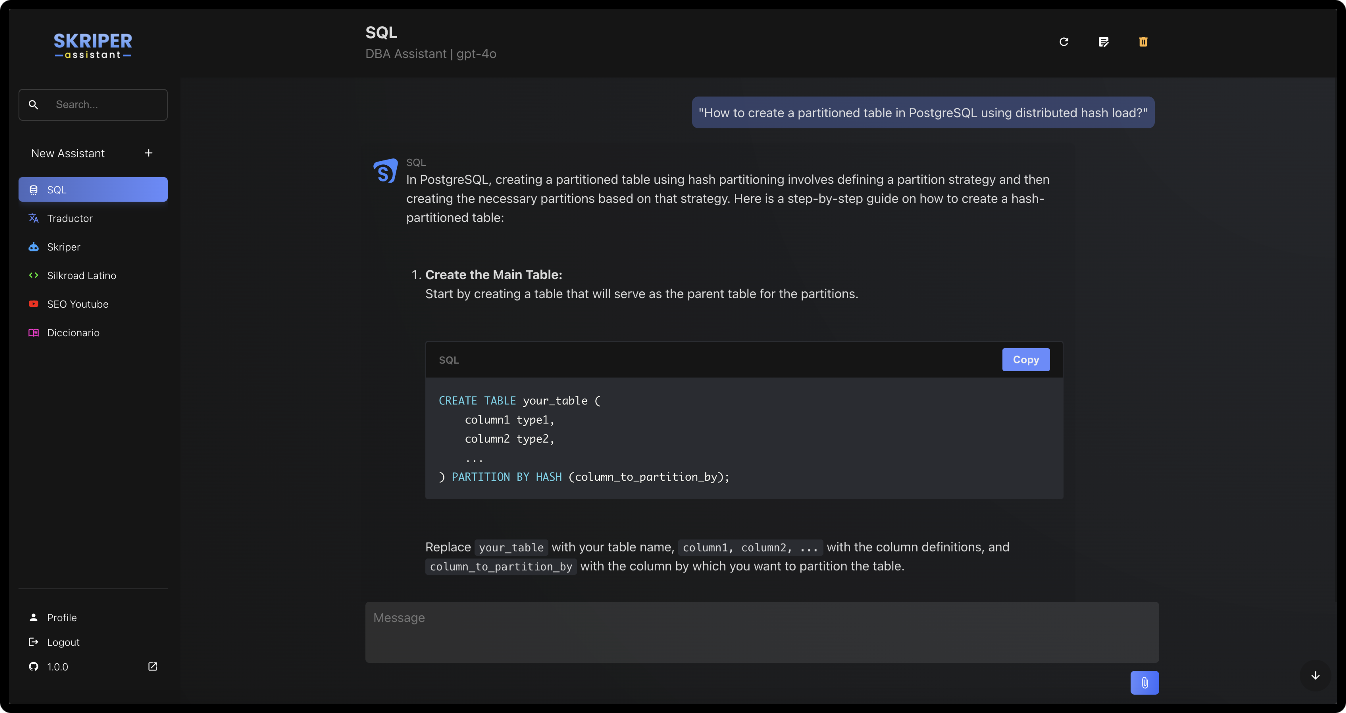 SKRIPER
assistant
Search...
New Assistant +
SQL
Traductor
Skriper
Silkroad Latino
SEO Youtube
Diccionario
Profile
Logout
1.0.0
SQL
DBA Assistant | gpt-4o
"How to create a partitioned table in PostgreSQL using distributed hash load?"
SQL
In PostgreSQL, creating a partitioned table using hash partitioning involves defining a partition strategy and then
creating the necessary partitions based on that strategy. Here is a step-by-step guide on how to create a hash-
partitioned table:
1. Create the Main Table:
Start by creating a table that will serve as the parent table for the partitions.
SQL
Copy
CREATE TABLE your_table (
    column1 type1,
    column2 type2,
    ...
) PARTITION BY HASH (column_to_partition_by);
Replace your_table with your table name, column1, column2, ... with the column definitions, and
column_to_partition_by with the column by which you want to partition the table.
Message